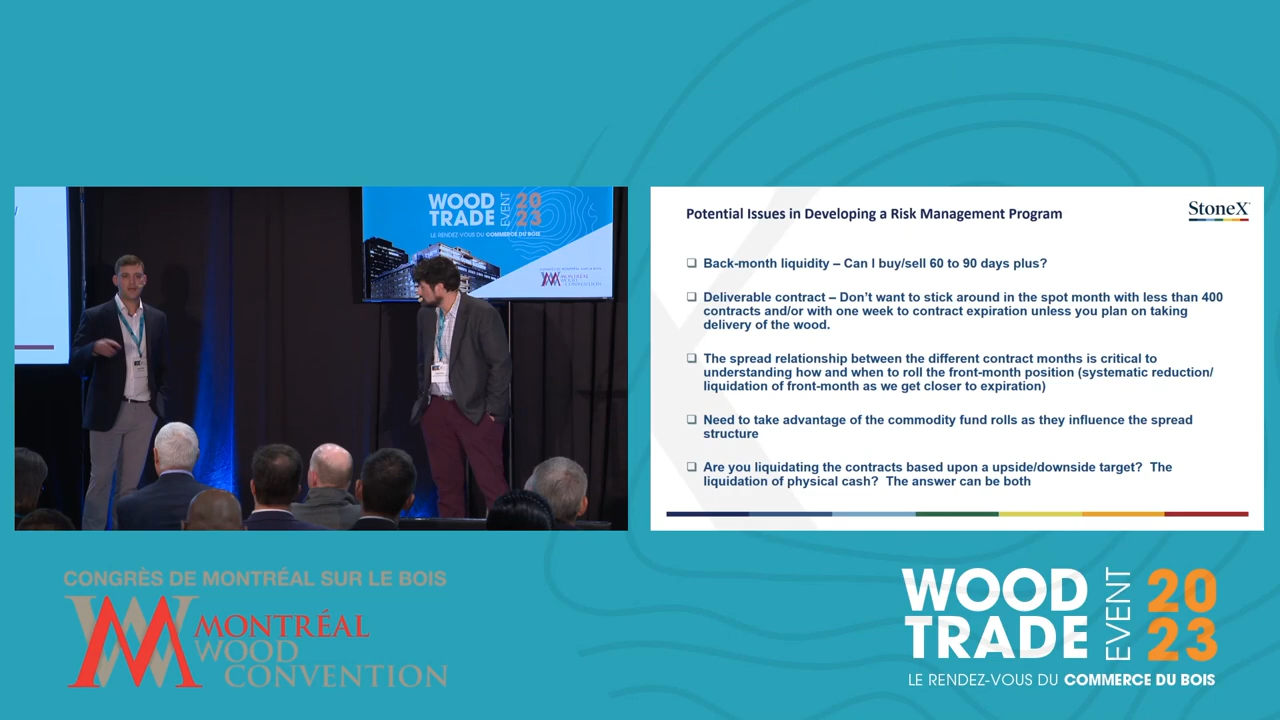 WOOD
TRADE
EVENT
20
23
LE RENDEZ-VOUS DU COMMERCE DU BOIS
MONTRÉAL
WOOD
CONVENTION
Potential Issues in Developing a Risk Management Program
StoneX
❑ Back-month liquidity – Can I buy/sell 60 to 90 days plus?
❑ Deliverable contract – Don't want to stick around in the spot month with less than 400
contracts and/or with one week to contract expiration unless you plan on taking
delivery of the wood.
❑ The spread relationship between the different contract months is critical to
understanding how and when to roll the front-month position (systematic reduction/
liquidation of front-month as we get closer to expiration)
❑ Need to take advantage of the commodity fund rolls as they influence the spread
structure
❑ Are you liquidating the contracts based upon a upside/downside target? The
liquidation of physical cash? The answer can be both
CONGRÈS DE MONTRÉAL SUR LE BOIS
MONTRÉAL
WOOD
CONVENTION
WOOD
TRADE
EVENT
20
23
LE RENDEZ-VOUS DU COMMERCE DU BOIS